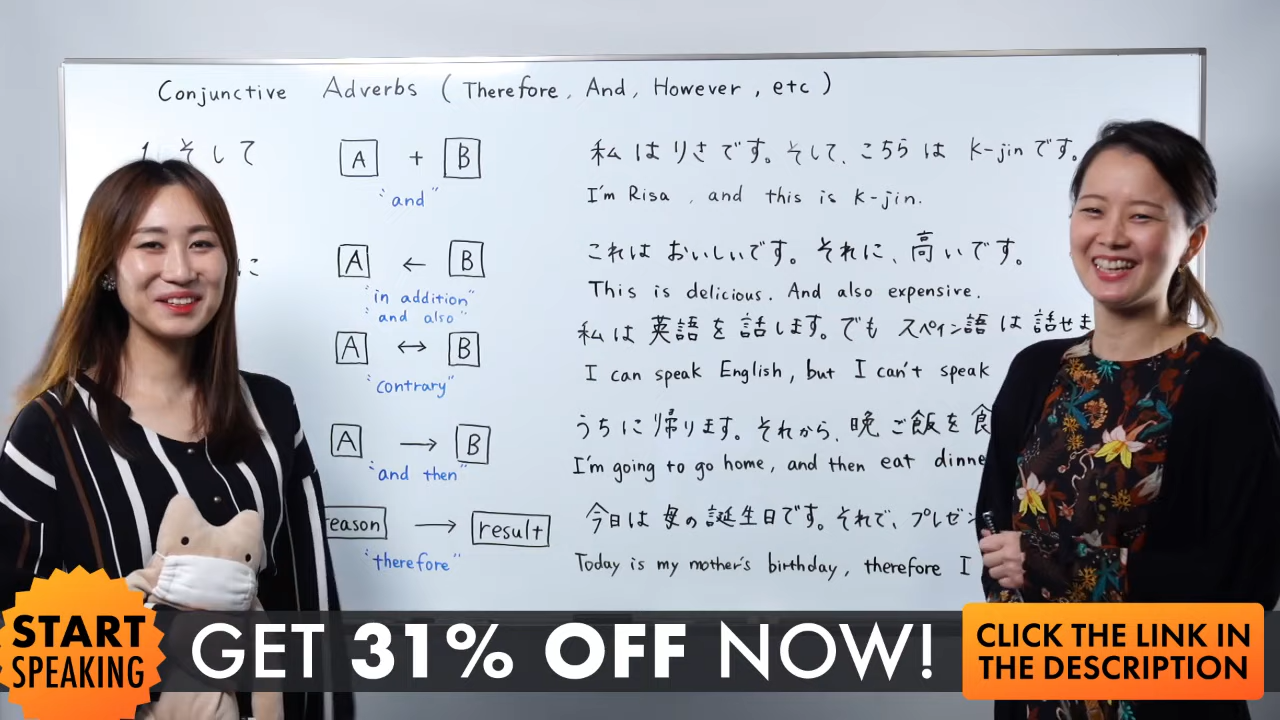 Conjunctive Adverbs ( Therefore, And, However, etc )
1 そして
A + B
"and"
私はりさです。そして、こちらは K-jin です。
I'm Risa, and this is K-jin.
に
A ← B
"in addition"
"and also"
これはおいしいです。それに、高いです。
This is delicious. And also expensive.
A ↔ B
"contrary"
私は英語を話します。でもスペイン語は話せま
I can speak English, but I can't speak
A → B
"and then"
うちに帰ります。それから、晩ご飯を食
I'm going to go home, and then eat dinne
eason → result
"therefore"
今日は母の誕生日です。それで、プレゼン
Today is my mother's birthday, therefore I
START
SPEAKING
GET 31% OFF NOW!
CLICK THE LINK IN
THE DESCRIPTION